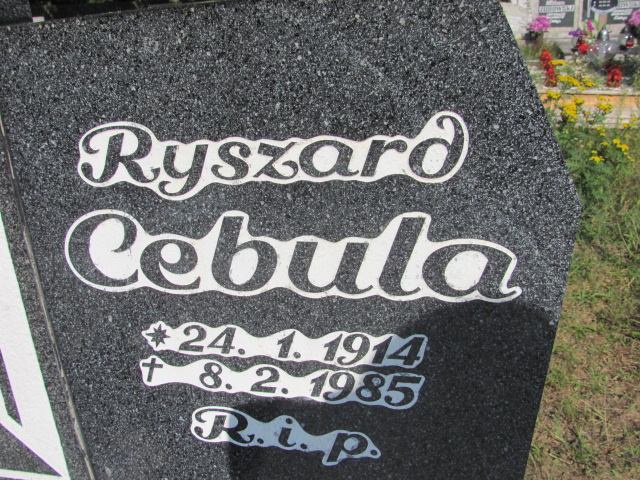 Ryszard
Cebula
* 24. 1. 1914
† 8. 2. 1985
R.i.p.